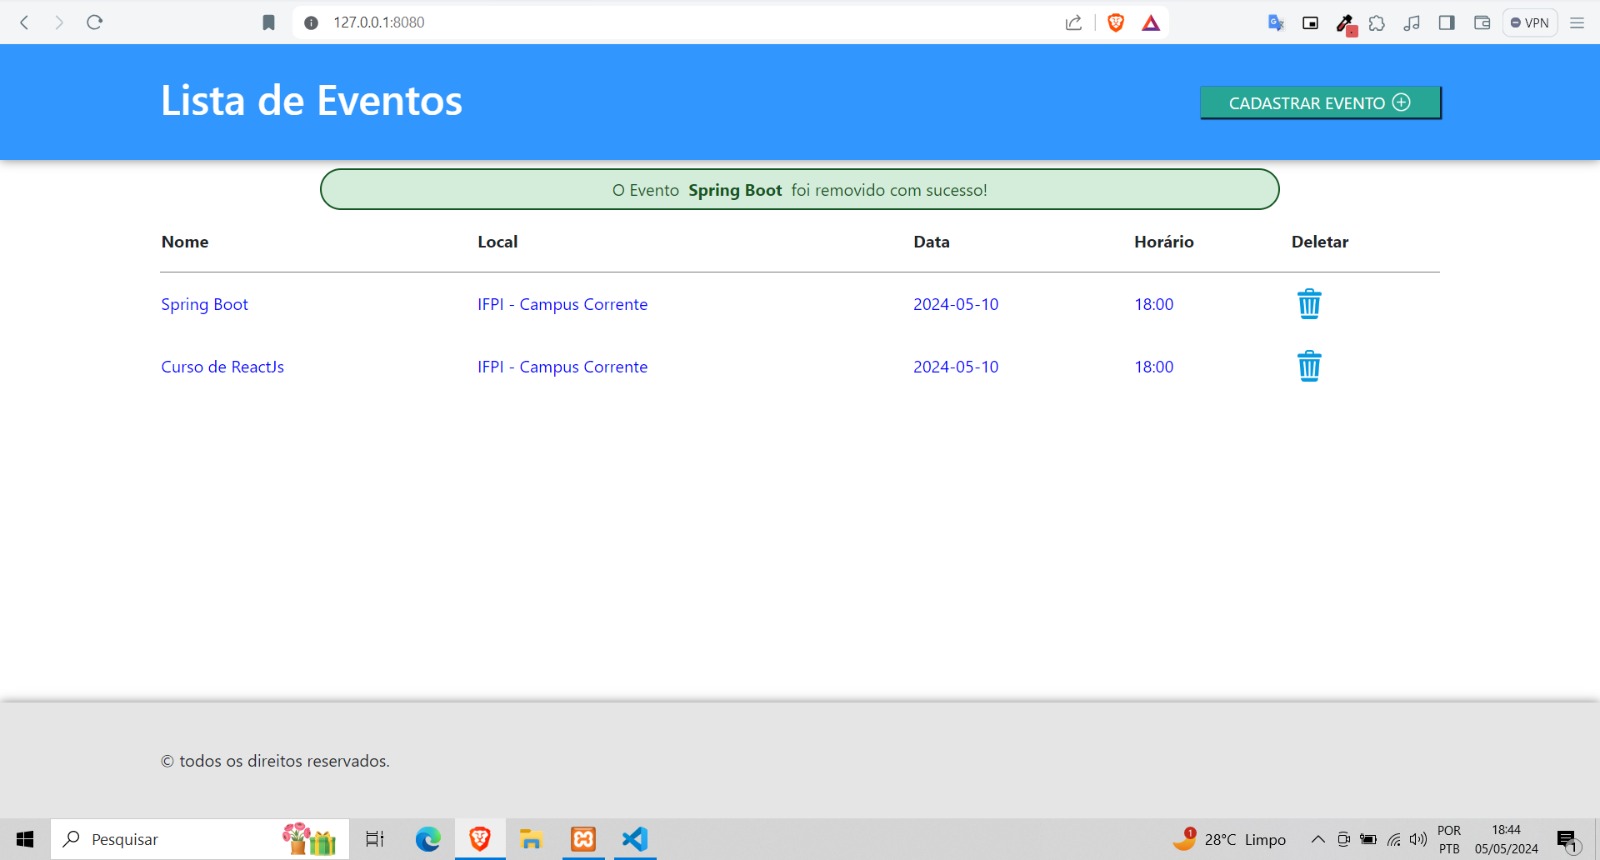 127.0.0.1:8080
VPN
Lista de Eventos
CADASTRAR EVENTO
O Evento Spring Boot foi removido com sucesso!
Nome Local Data Horário Deletar
Spring Boot IFPI - Campus Corrente 2024-05-10 18:00
Curso de ReactJs IFPI - Campus Corrente 2024-05-10 18:00
© todos os direitos reservados.
Pesquisar
1
28°C Limpo
POR
PTB
18:44
05/05/2024
1